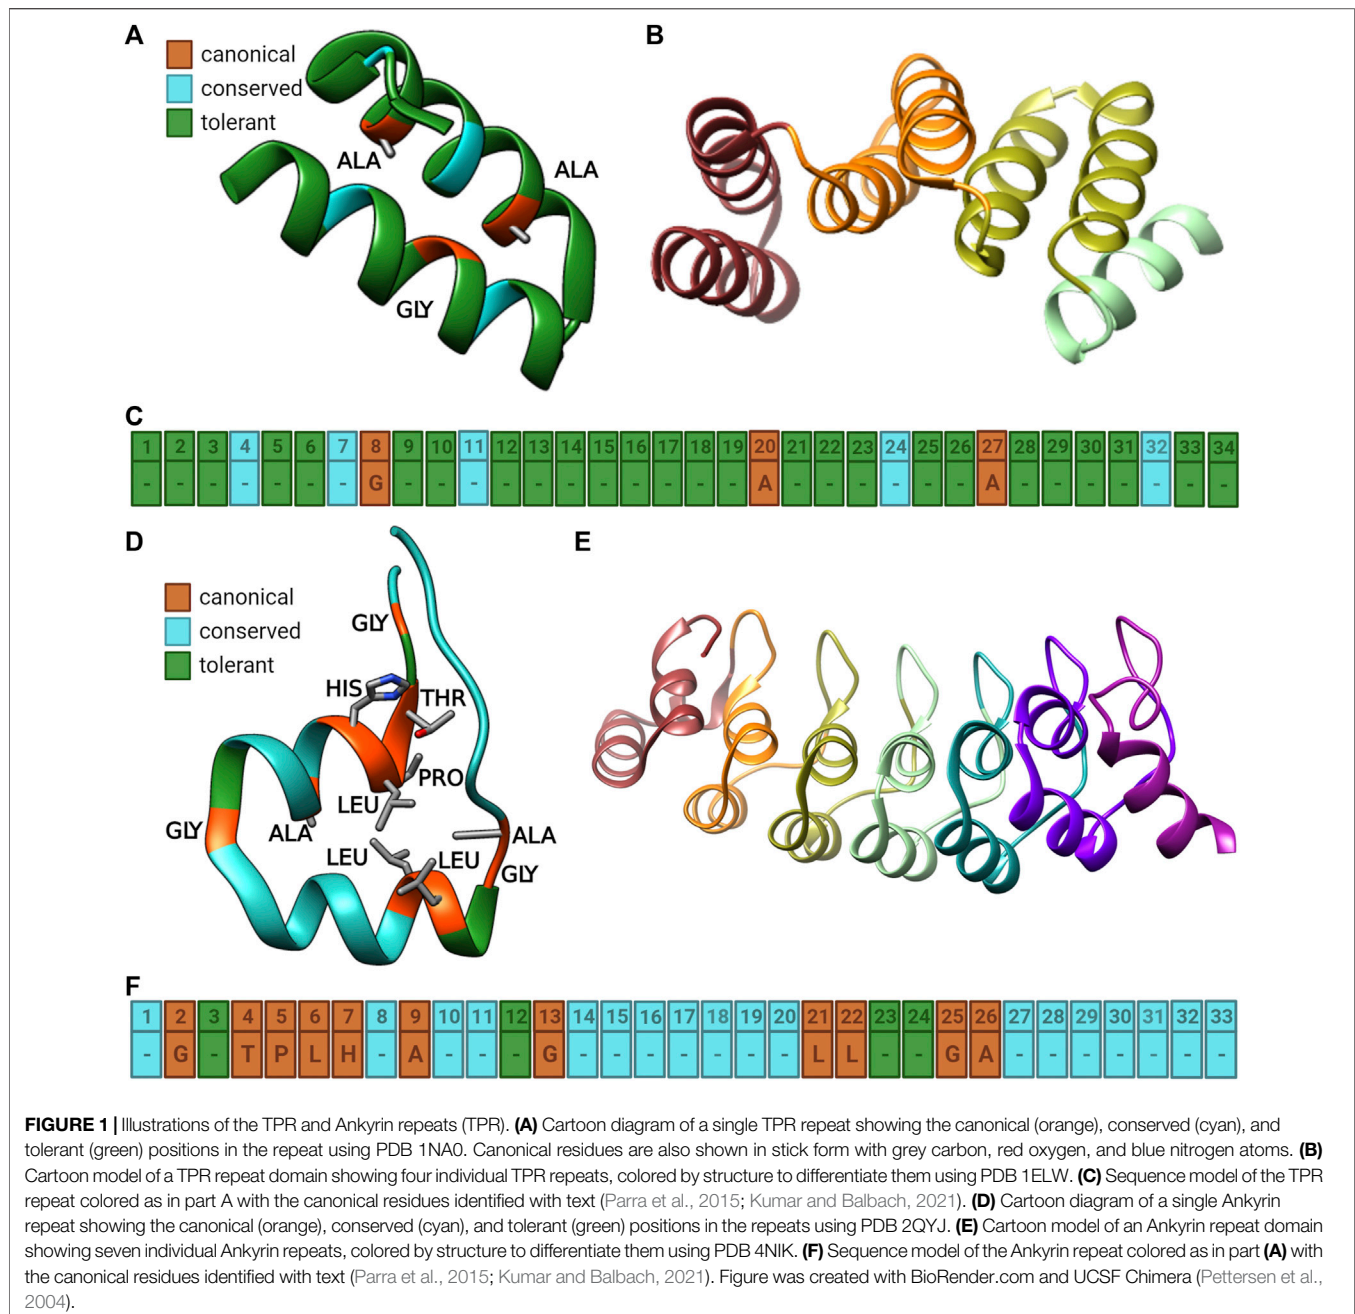 A
canonical
conserved
tolerant
ALA
ALA
GLY
B
C
1 2 3 4 5 6 7 8 9 10 11 12 13 14 15 16 17 18 19 20 21 22 23 24 25 26 27 28 29 30 31 32 33 34
- - - - - - - G - - - - - - - - - - - A - - - - - - A - - - - - - -
D
canonical
conserved
tolerant
GLY
HIS
THR
PRO
LEU
GLY
ALA
ALA
LEU
LEU
GLY
E
F
1 2 3 4 5 6 7 8 9 10 11 12 13 14 15 16 17 18 19 20 21 22 23 24 25 26 27 28 29 30 31 32 33
- G - T P L H - A - - - G - - - - - - - L L - - G A - - - - - - -
FIGURE 1 | Illustrations of the TPR and Ankyrin repeats (TPR). (A) Cartoon diagram of a single TPR repeat showing the canonical (orange), conserved (cyan), and
tolerant (green) positions in the repeat using PDB 1NA0. Canonical residues are also shown in stick form with grey carbon, red oxygen, and blue nitrogen atoms. (B)
Cartoon model of a TPR repeat domain showing four individual TPR repeats, colored by structure to differentiate them using PDB 1ELW. (C) Sequence model of the TPR
repeat colored as in part A with the canonical residues identified with text (Parra et al., 2015; Kumar and Balbach, 2021). (D) Cartoon diagram of a single Ankyrin
repeat showing the canonical (orange), conserved (cyan), and tolerant (green) positions in the repeats using PDB 2QYJ. (E) Cartoon model of an Ankyrin repeat domain
showing seven individual Ankyrin repeats, colored by structure to differentiate them using PDB 4NIK. (F) Sequence model of the Ankyrin repeat colored as in part (A) with
the canonical residues identified with text (Parra et al., 2015; Kumar and Balbach, 2021). Figure was created with BioRender.com and UCSF Chimera (Pettersen et al.,
2004).